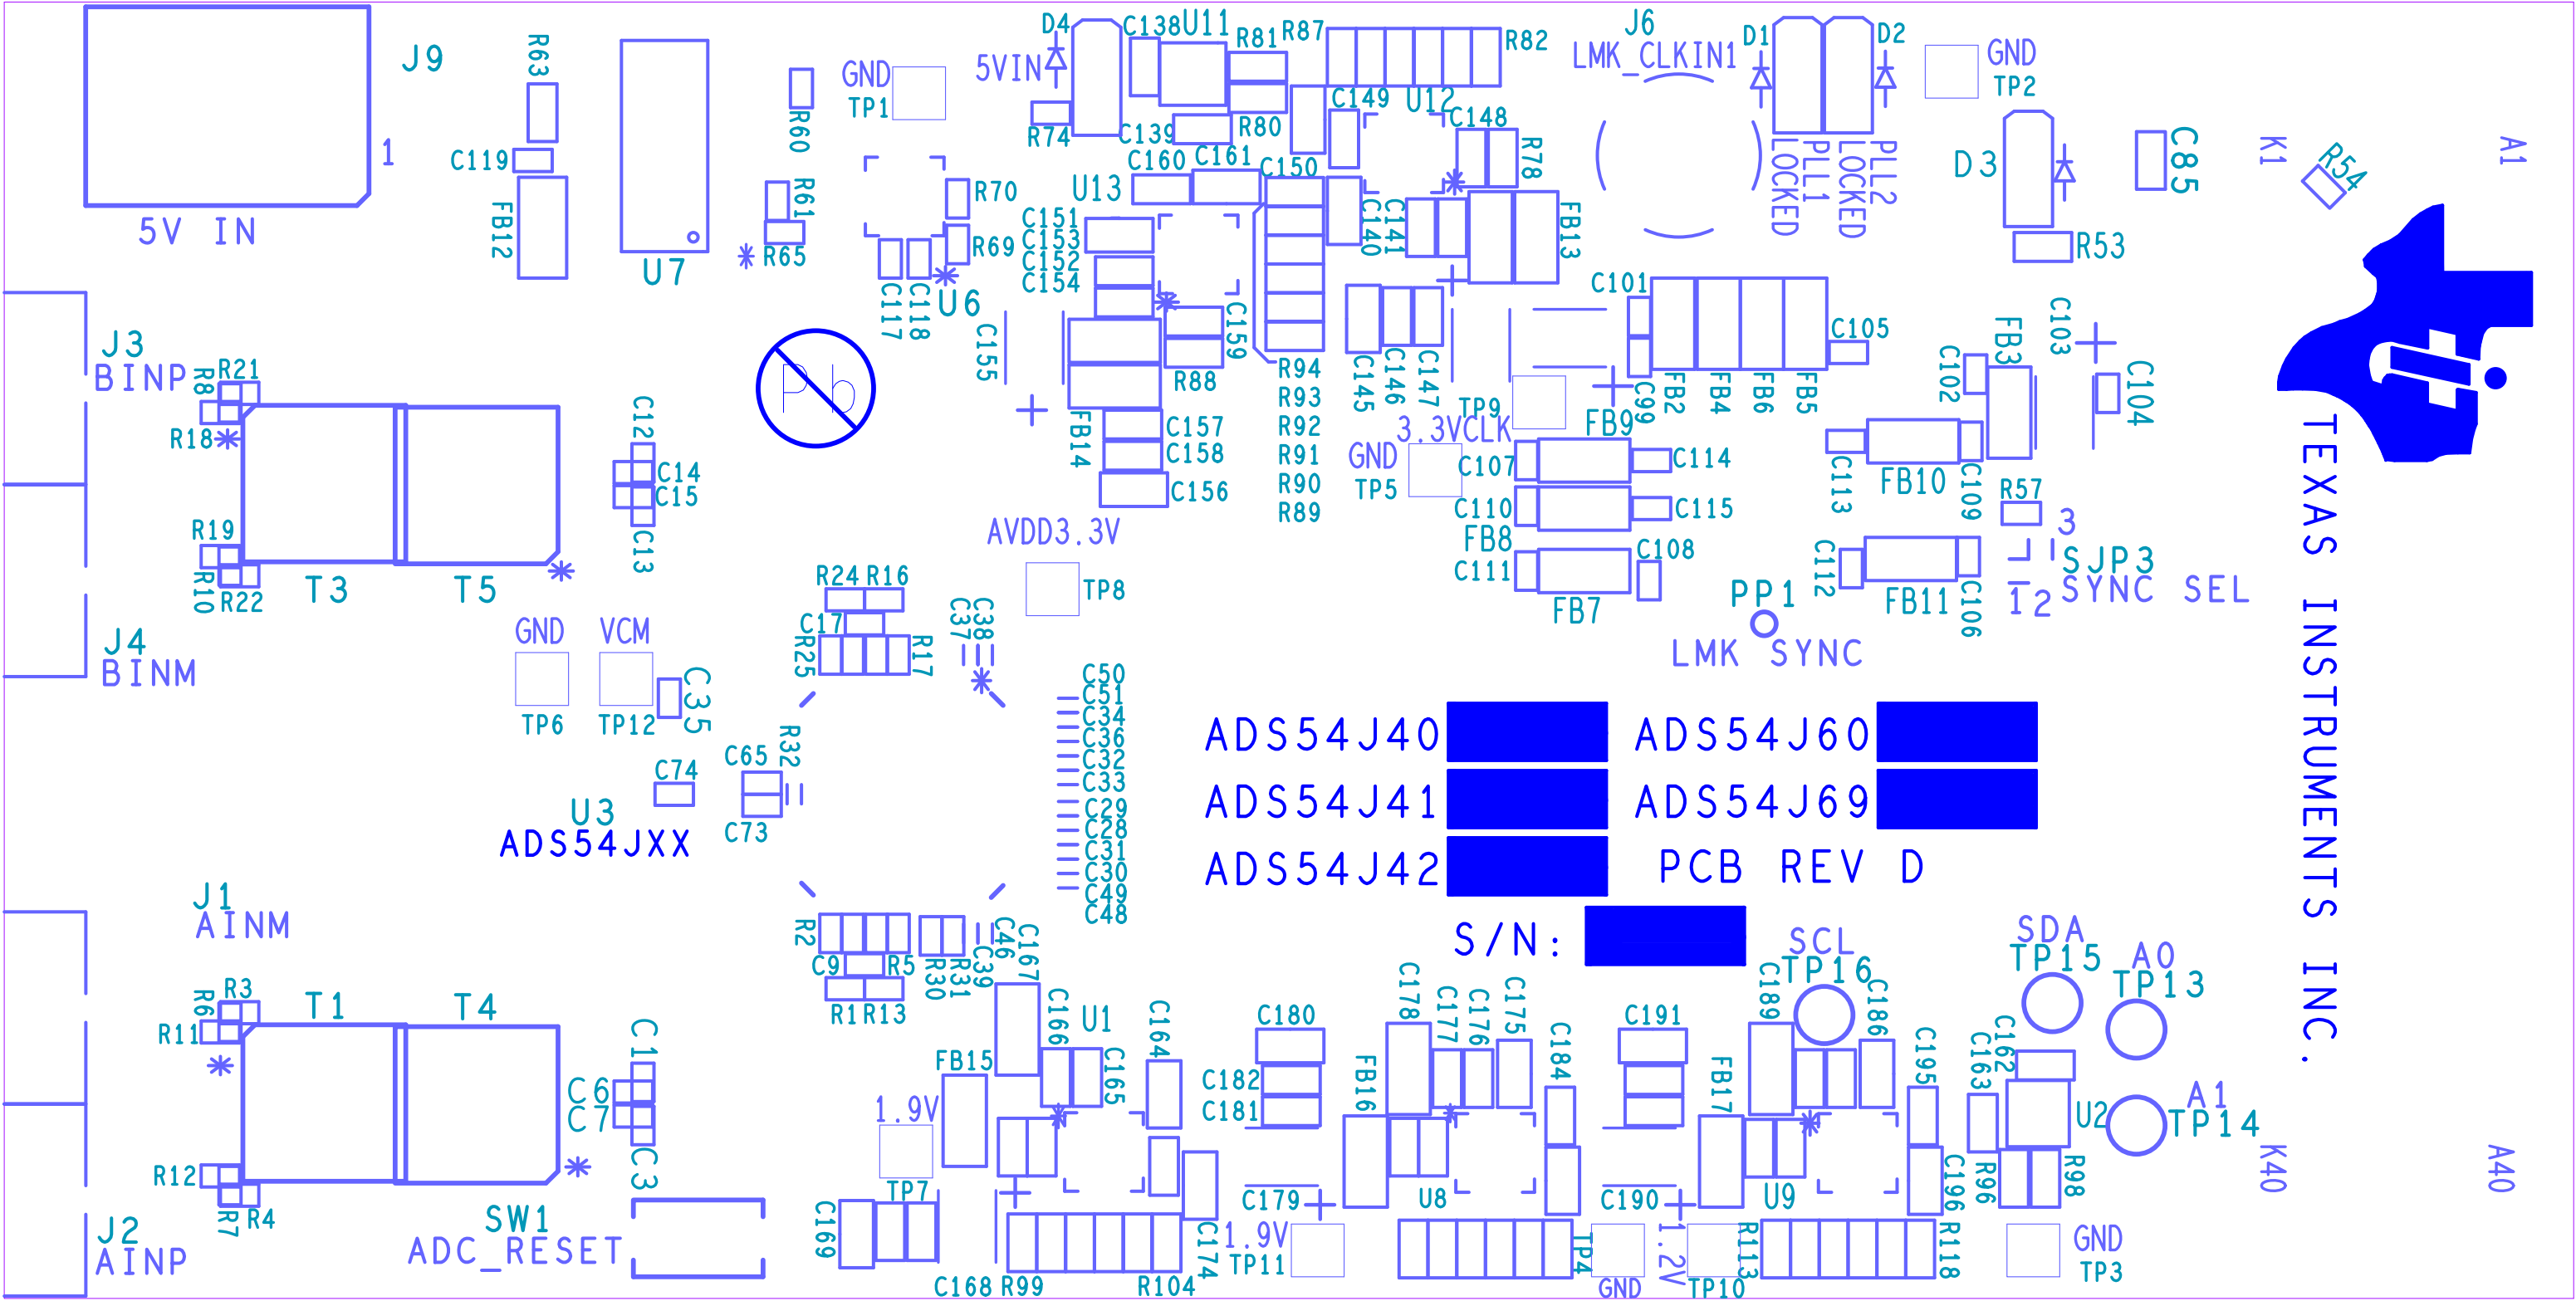 J9
1
5V IN
R63
C119
FB12
U7
R60
R61
R65
GND
TP1
R70
R69
C117
C118
U6
5VIN
D4
R74
C138
U11
R81
R80
C139
C160
C161
R87
R82
C149
U12
C148
R78
C150
U13
C151
C153
C152
C154
C155
C159
R88
C140
C141
FB13
J6
LMK_CLKIN1
D1
D2
PLL1
LOCKED
PLL2
LOCKED
GND
TP2
D3
R53
C85
K1
A1
R54
J3
BINP
R8
R21
R18
R19
R10
R22
T3
T5
C12
C14
C15
C13
Pb
FB14
C157
C158
C156
R94
R93
R92
R91
R90
R89
C145
C146
C147
C101
C99
FB2
FB4
FB6
FB5
C105
TP9
3.3VCLK
GND
TP5
FB9
C107
C114
C110
C115
FB8
C111
C108
FB7
C102
FB3
C103
C104
C113
FB10
C109
R57
3
SJP3
SYNC SEL
12
C112
FB11
C106
PP1
LMK SYNC
TEXAS INSTRUMENTS INC.
AVDD3.3V
TP8
J4
BINM
GND
TP6
VCM
TP12
C35
R24
R16
C17
R25
R17
C37
C38
C50
C51
C34
C36
C32
C33
C29
C28
C31
C30
C49
C48
R32
C65
C73
C74
U3
ADS54JXX
ADS54J40
ADS54J60
ADS54J41
ADS54J69
ADS54J42
PCB REV D
S/N:
J1
AINM
R6
R3
R11
T1
T4
R12
R7
R4
C1
C6
C7
C3
J2
AINP
SW1
ADC_RESET
R2
C9
R5
R1
R13
R30
R31
C39
C46
C167
C166
U1
C165
C164
FB15
1.9V
TP7
C169
C168
R99
R104
C174
C180
C182
C181
C179
1.9V
TP11
FB16
C178
C177
C176
C175
C184
U8
TP4
GND
C191
C190
1.2V
TP10
FB17
C189
SCL
TP16
C186
C195
C196
U9
R113
R118
SDA
TP15
A0
TP13
C162
C163
U2
A1
TP14
R96
R98
GND
TP3
K40
A40